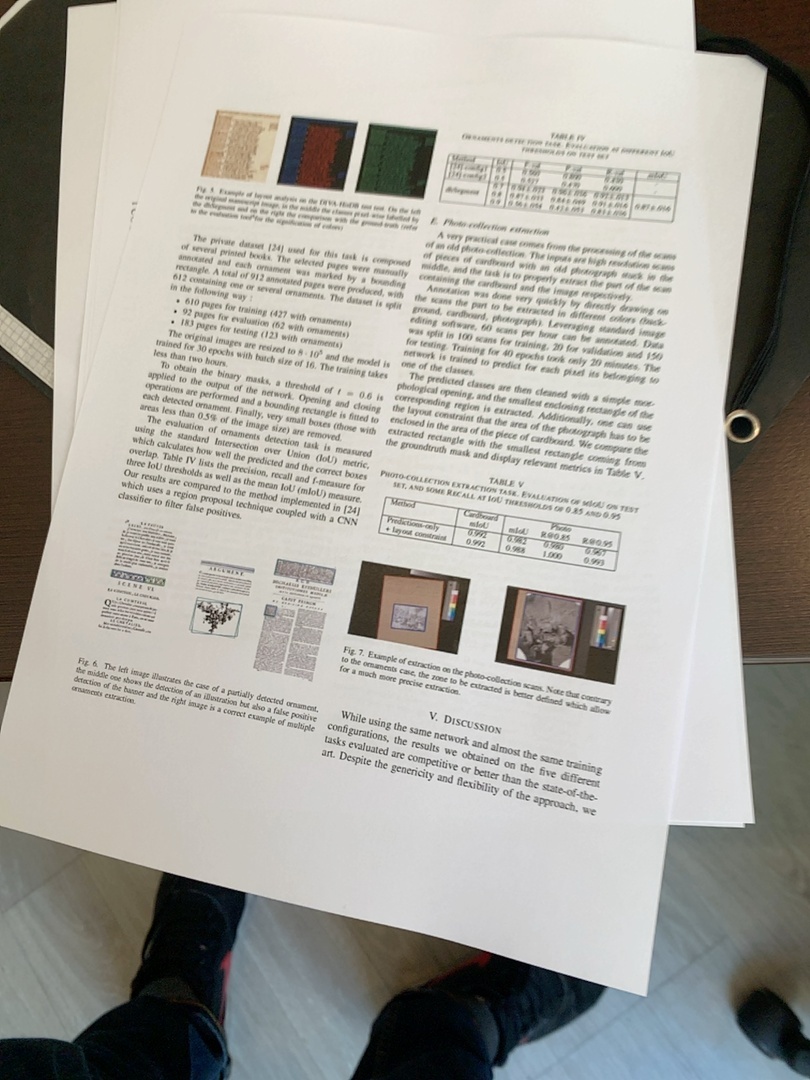 Fig. 5. Example of layout analysis on the DIVA-HisDB test set. On the left
the original manuscript image, in the middle the classes pixel-wise labelled by
the dhSegment and on the right the comparison with the ground-truth (refer
to the evaluation tool for the signification of colors)
The private dataset [24] used for this task is composed
of several printed books. The selected pages were manually
annotated and each ornament was marked by a bounding
rectangle. A total of 912 annotated pages were produced, with
612 containing one or several ornaments. The dataset is split
in the following way :
• 610 pages for training (427 with ornaments)
• 92 pages for evaluation (62 with ornaments)
• 183 pages for testing (123 with ornaments)
The original images are resized to 8 · 10⁵ and the model is
trained for 30 epochs with batch size of 16. The training takes
less than two hours.
To obtain the binary masks, a threshold of t = 0.6 is
applied to the output of the network. Opening and closing
operations are performed and a bounding rectangle is fitted to
each detected ornament. Finally, very small boxes (those with
areas less than 0.5% of the image size) are removed.
The evaluation of ornaments detection task is measured
using the standard Intersection over Union (IoU) metric,
which calculates how well the predicted and the correct boxes
overlap. Table IV lists the precision, recall and f-measure for
three IoU thresholds as well as the mean IoU (mIoU) measure.
Our results are compared to the method implemented in [24]
which uses a region proposal technique coupled with a CNN
classifier to filter false positives.
ARGUMENT
SCENE VI
Fig. 6. The left image illustrates the case of a partially detected ornament,
the middle one shows the detection of an illustration but also a false positive
detection of the banner and the right image is a correct example of multiple
ornaments extraction.
TABLE IV
ORNAMENTS DETECTION TASK. EVALUATION AT DIFFERENT IOU
THRESHOLDS ON TEST SET
Method IoU F-val P-val R-val mIoU
[24]-config1
[24]-config2
dhSegment
E. Photo-collection extraction
A very practical case comes from the processing of the scans
of an old photo-collection. The inputs are high resolution scans
of pieces of cardboard with an old photograph stuck in the
middle, and the task is to properly extract the part of the scan
containing the cardboard and the image respectively.
Annotation was done very quickly by directly drawing on
the scans the part to be extracted in different colors (back-
ground, cardboard, photograph). Leveraging standard image
editing software, 60 scans per hour can be annotated. Data
was split in 100 scans for training, 20 for validation and 150
for testing. Training for 40 epochs took only 20 minutes. The
network is trained to predict for each pixel its belonging to
one of the classes.
The predicted classes are then cleaned with a simple mor-
phological opening, and the smallest enclosing rectangle of the
corresponding region is extracted. Additionally, one can use
the layout constraint that the area of the photograph has to be
enclosed in the area of the piece of cardboard. We compare the
extracted rectangle with the smallest rectangle coming from
the groundtruth mask and display relevant metrics in Table V.
TABLE V
PHOTO-COLLECTION EXTRACTION TASK. EVALUATION OF MIOU ON TEST
SET, AND SOME RECALL AT IOU THRESHOLDS OF 0.85 AND 0.95
Method Cardboard Photo
mIoU mIoU R@0.85 R@0.95
Predictions-only 0.992 0.982 0.980 0.967
+ layout constraint 0.992 0.988 1.000 0.993
Fig. 7. Example of extraction on the photo-collection scans. Note that contrary
to the ornaments case, the zone to be extracted is better defined which allow
for a much more precise extraction.
V. DISCUSSION
While using the same network and almost the same training
configurations, the results we obtained on the five different
tasks evaluated are competitive or better than the state-of-the-
art. Despite the genericity and flexibility of the approach, we